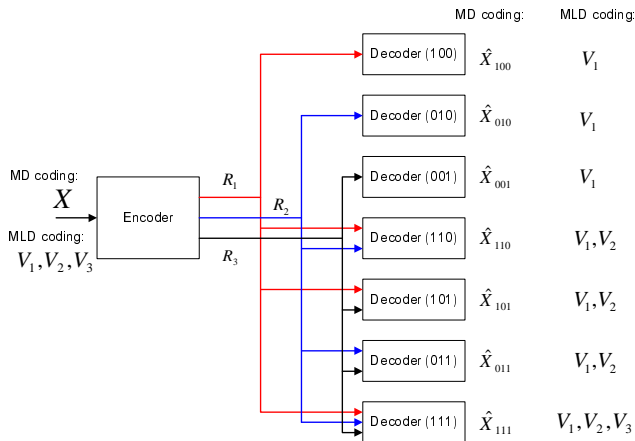 MD coding: MLD coding:
Decoder (100) X̂₁₀₀ V₁
Decoder (010) X̂₀₁₀ V₁
Decoder (001) X̂₀₀₁ V₁
MD coding:
X
Encoder
R₁
R₂
R₃
MLD coding:
V₁,V₂,V₃
Decoder (110) X̂₁₁₀ V₁,V₂
Decoder (101) X̂₁₀₁ V₁,V₂
Decoder (011) X̂₀₁₁ V₁,V₂
Decoder (111) X̂₁₁₁ V₁,V₂,V₃